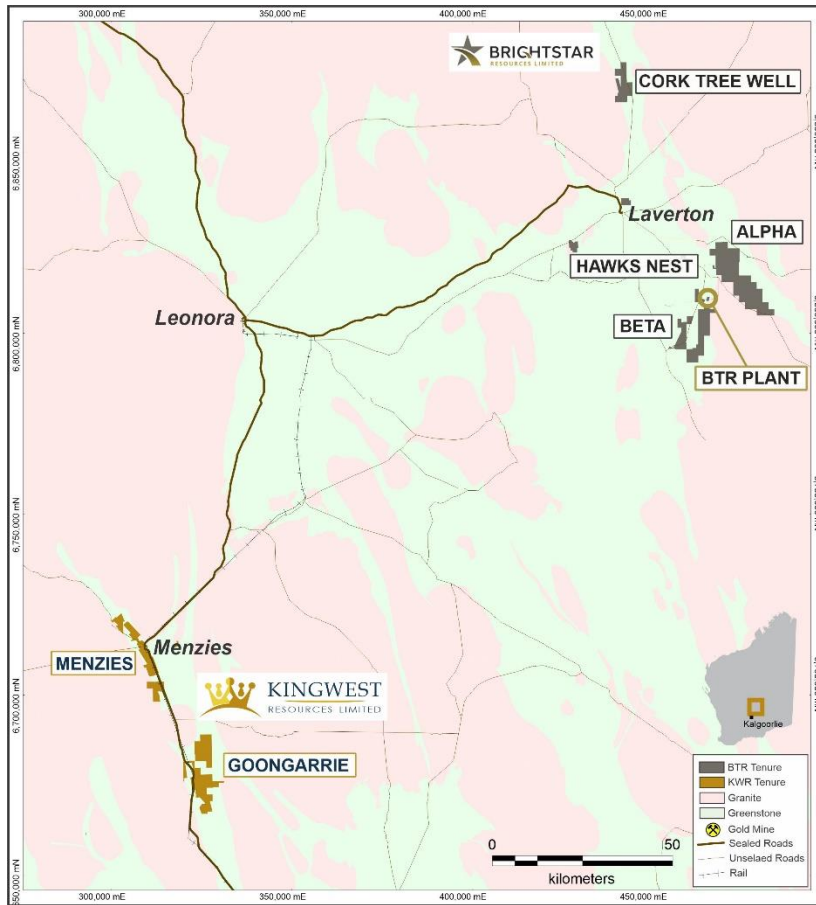 300,000 mE
350,000 mE
400,000 mE
450,000 mE
BRIGHTSTAR
RESOURCES LIMITED
CORK TREE WELL
6,850,000 mN
Laverton
ALPHA
HAWKS NEST
Leonora
BETA
6,800,000 mN
BTR PLANT
6,750,000 mN
Menzies
MENZIES
KINGWEST
RESOURCES LIMITED
6,700,000 mN
Kalgoorlie
GOONGARRIE
BTR Tenure
KWR Tenure
Granite
Greenstone
Gold Mine
Sealed Roads
Unselaed Roads
Rail
0
50
kilometers
300,000 mE
350,000 mE
400,000 mE
450,000 mE